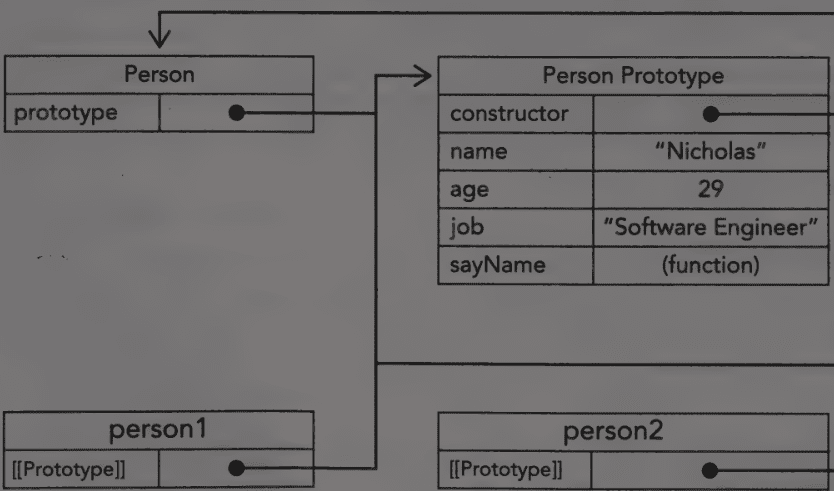 Person
prototype
Person Prototype
constructor
name "Nicholas"
age 29
job "Software Engineer"
sayName (function)
person1
[[Prototype]]
person2
[[Prototype]]